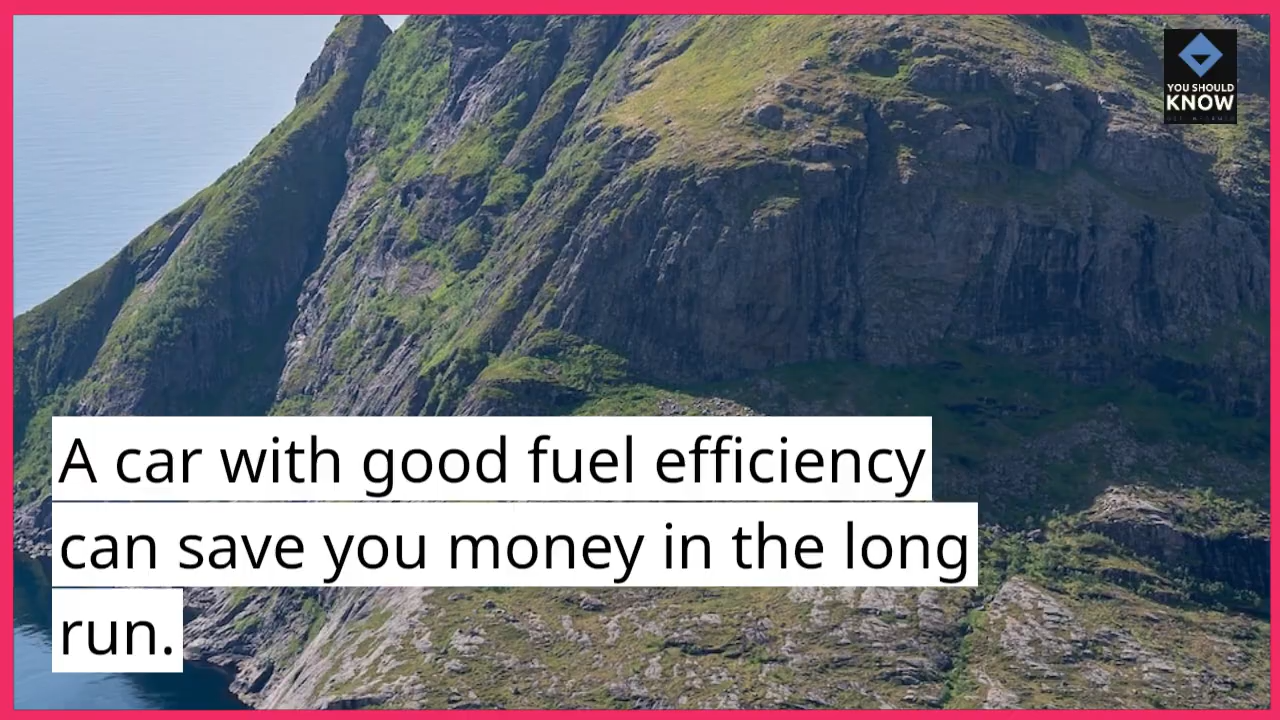 YOU SHOULD
KNOW
A car with good fuel efficiency
can save you money in the long
run.